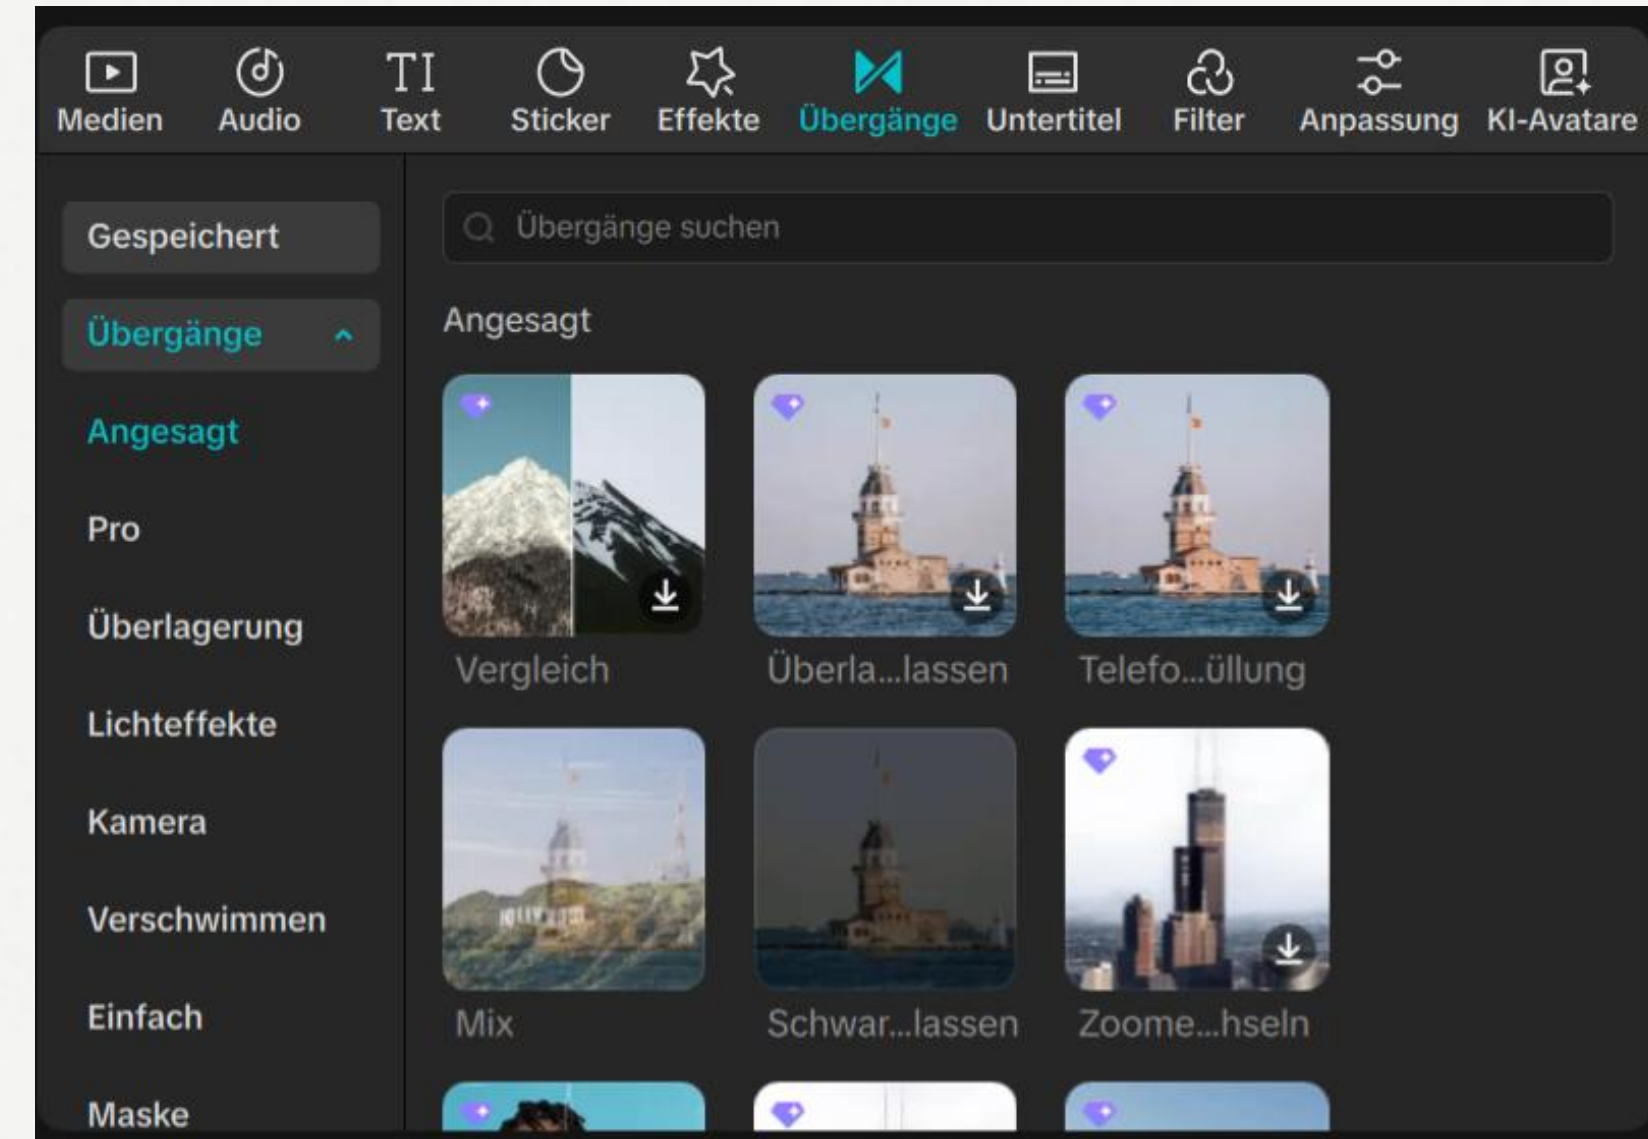 Medien Audio Text Sticker Effekte Übergänge Untertitel Filter Anpassung KI-Avatare
Gespeichert
Übergänge
Angesagt
Pro
Überlagerung
Lichteffekte
Kamera
Verschwimmen
Einfach
Maske
Übergänge suchen
Angesagt
Vergleich Überla...lassen Telefo...üllung
Mix Schwar...lassen Zoome...hseln